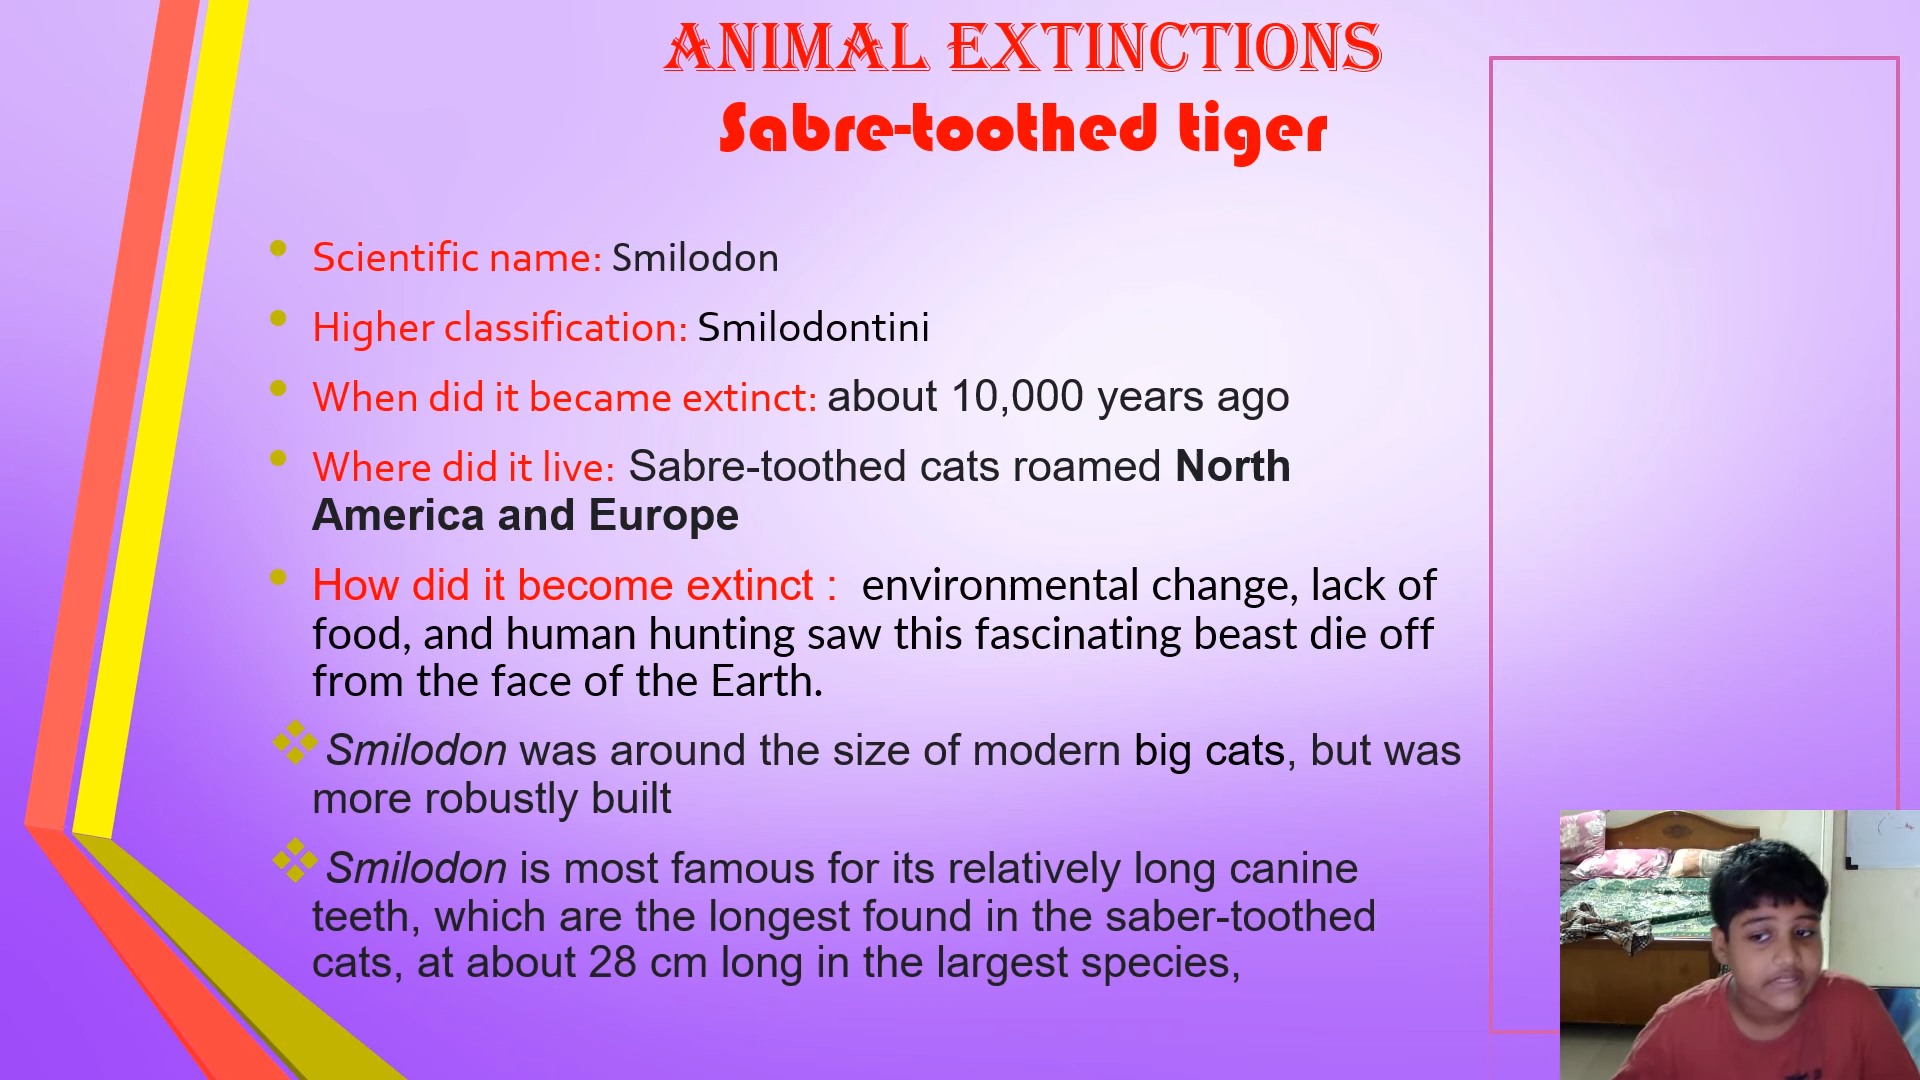 ANIMAL EXTINCTIONS
Sabre-toothed tiger
Scientific name: Smilodon
Higher classification: Smilodontini
When did it became extinct: about 10,000 years ago
Where did it live: Sabre-toothed cats roamed North
America and Europe
How did it become extinct : environmental change, lack of
food, and human hunting saw this fascinating beast die off
from the face of the Earth.
Smilodon was around the size of modern big cats, but was
more robustly built
Smilodon is most famous for its relatively long canine
teeth, which are the longest found in the saber-toothed
cats, at about 28 cm long in the largest species,